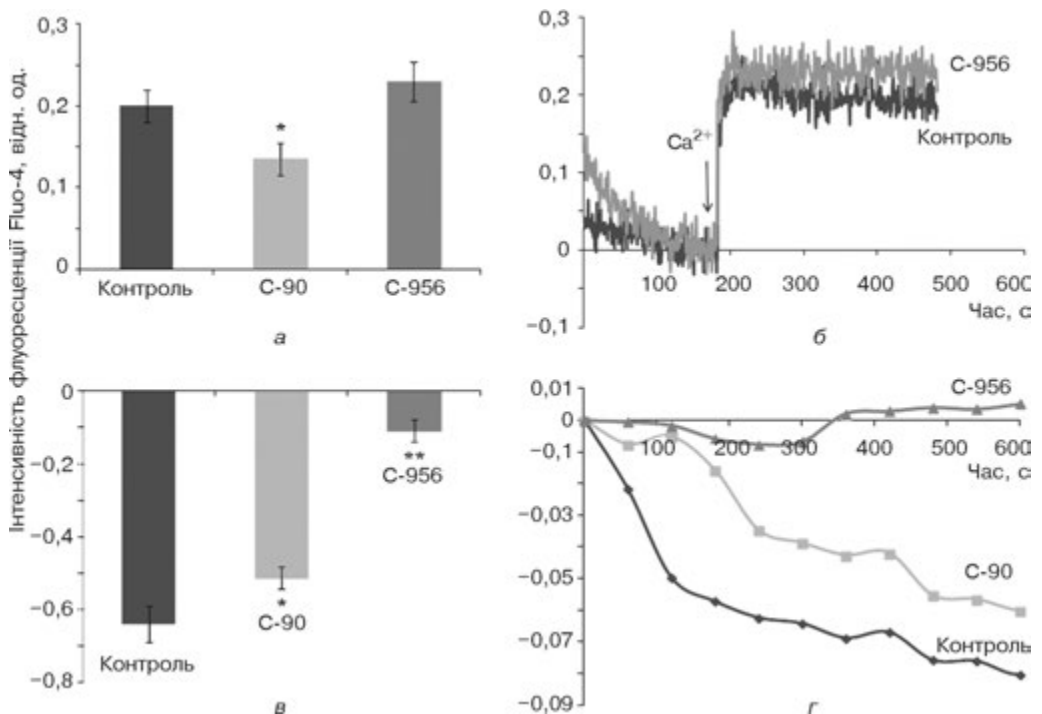 Інтенсивність флуоресценції Fluo-4, відн. од.
0,3
0,2
0,1
0
*
Контроль
С-90
С-956
а
0,3
0,2
0,1
0
−0,1
Ca2+
С-956
Контроль
100 200 300 400 500 600
Час, с
б
0
−0,2
−0,4
−0,6
−0,8
Контроль
*
С-90
**
С-956
в
0,01
0
−0,1
−0,03
−0,05
−0,07
−0,09
100 200 300 400 500 600
Час, с
С-956
С-90
Контроль
г